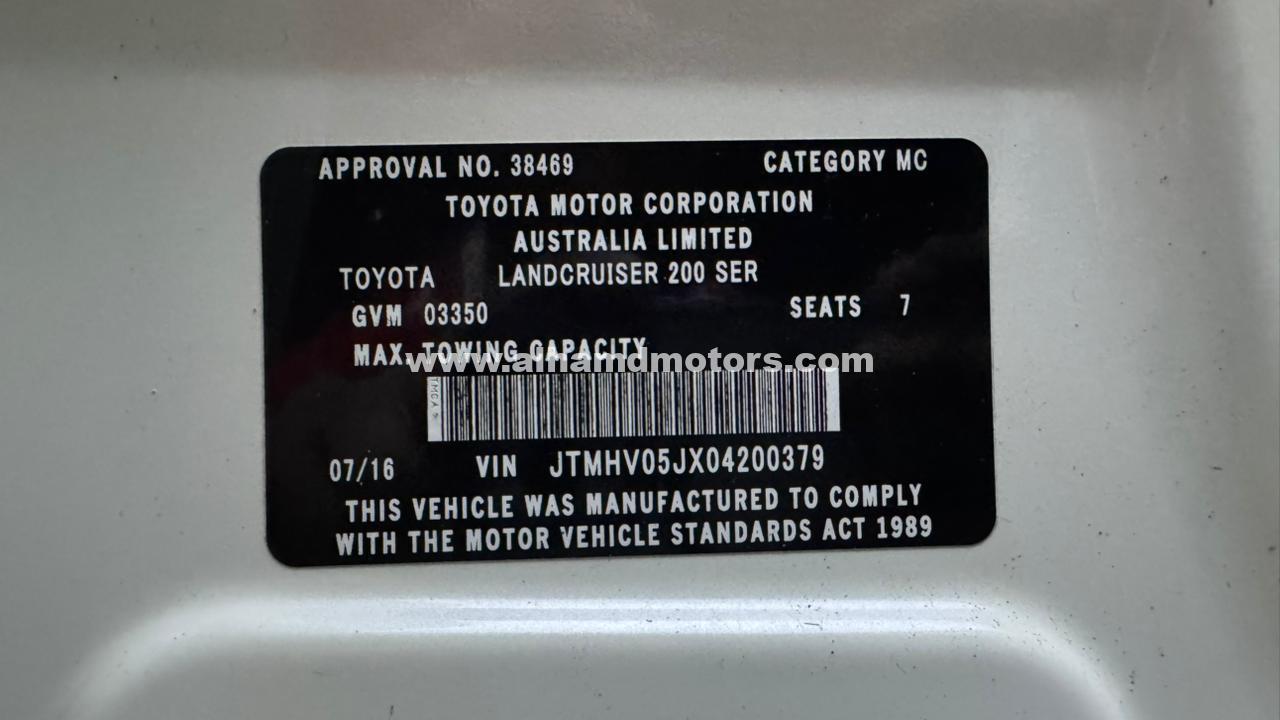 APPROVAL NO. 38469 CATEGORY MC
TOYOTA MOTOR CORPORATION
AUSTRALIA LIMITED
TOYOTA LANDCRUISER 200 SER
GVM 03350 SEATS 7
MAX. TOWING CAPACITY
www.alhamdmotors.com
TMCA
07/16 VIN JTMHV05JX04200379
THIS VEHICLE WAS MANUFACTURED TO COMPLY
WITH THE MOTOR VEHICLE STANDARDS ACT 1989